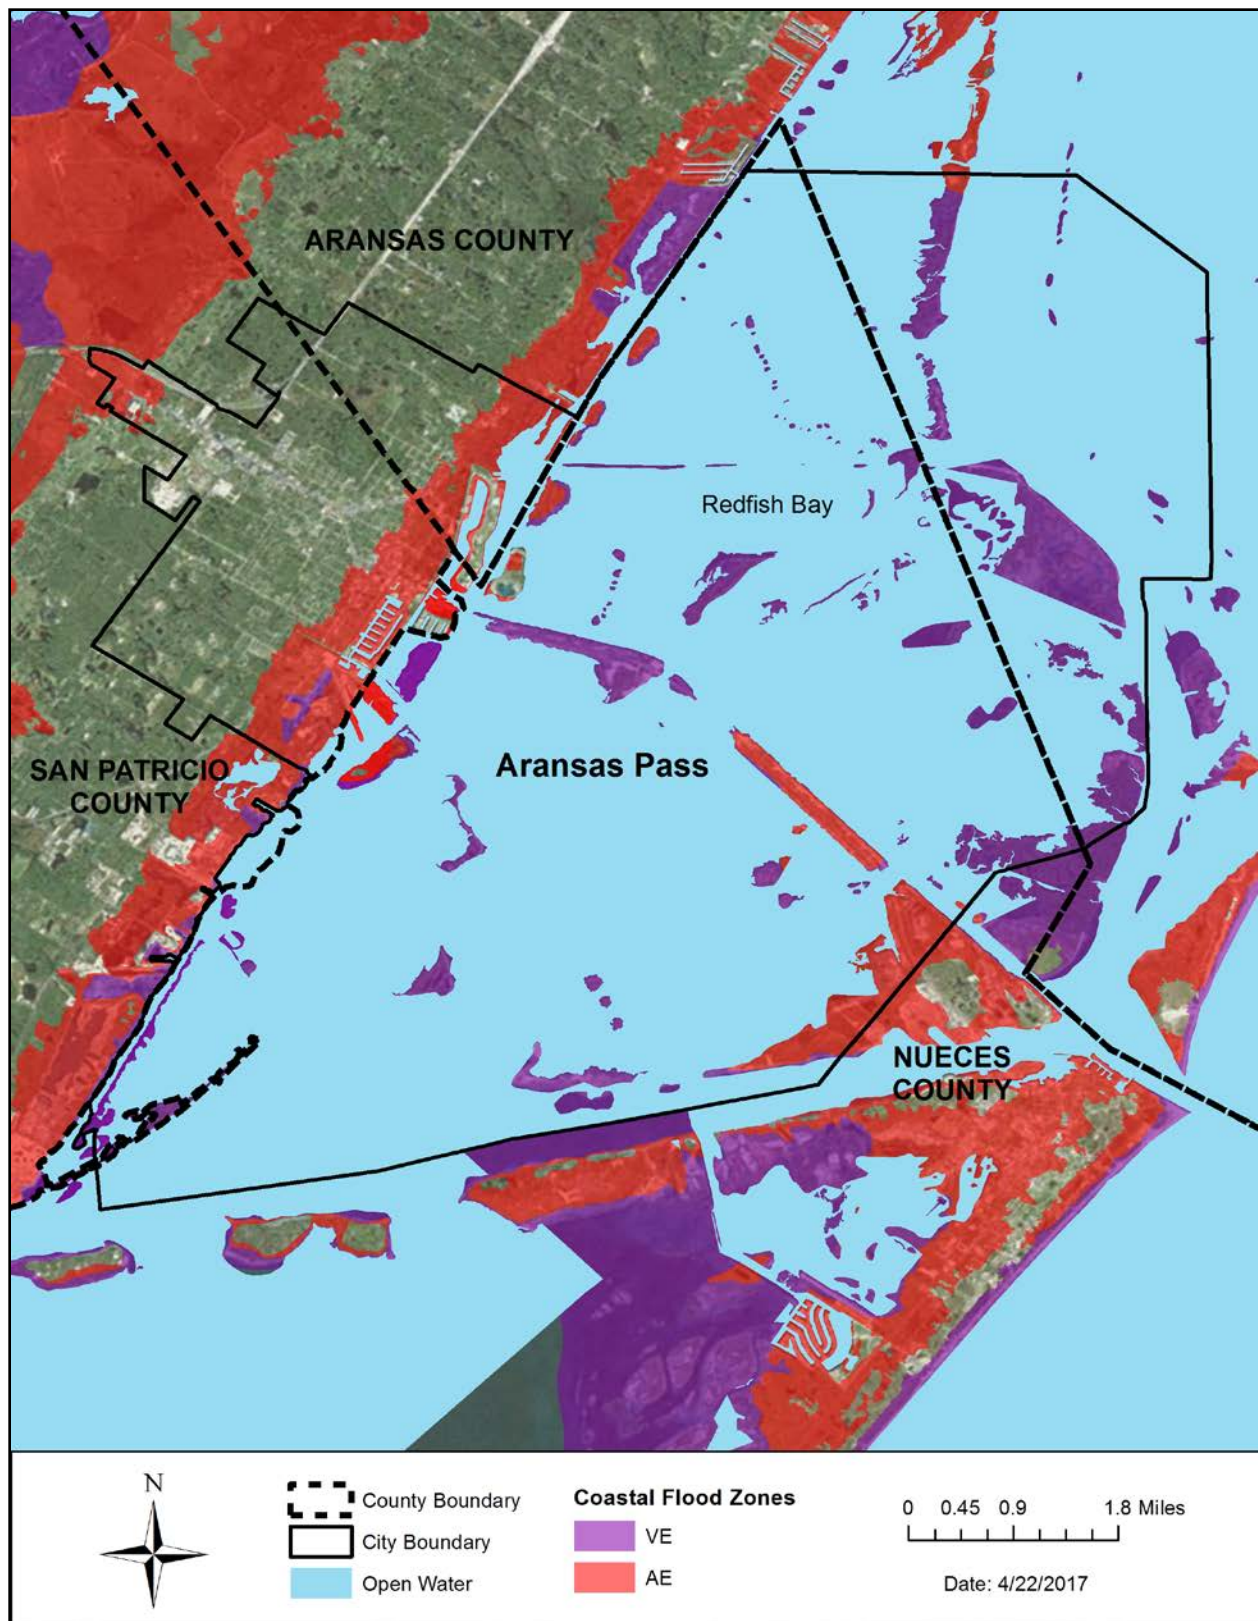 ARANSAS COUNTY
Redfish Bay
Aransas Pass
SAN PATRICIO
COUNTY
NUECES
COUNTY
N
County Boundary
City Boundary
Open Water
Coastal Flood Zones
VE
AE
0 0.45 0.9 1.8 Miles
Date: 4/22/2017